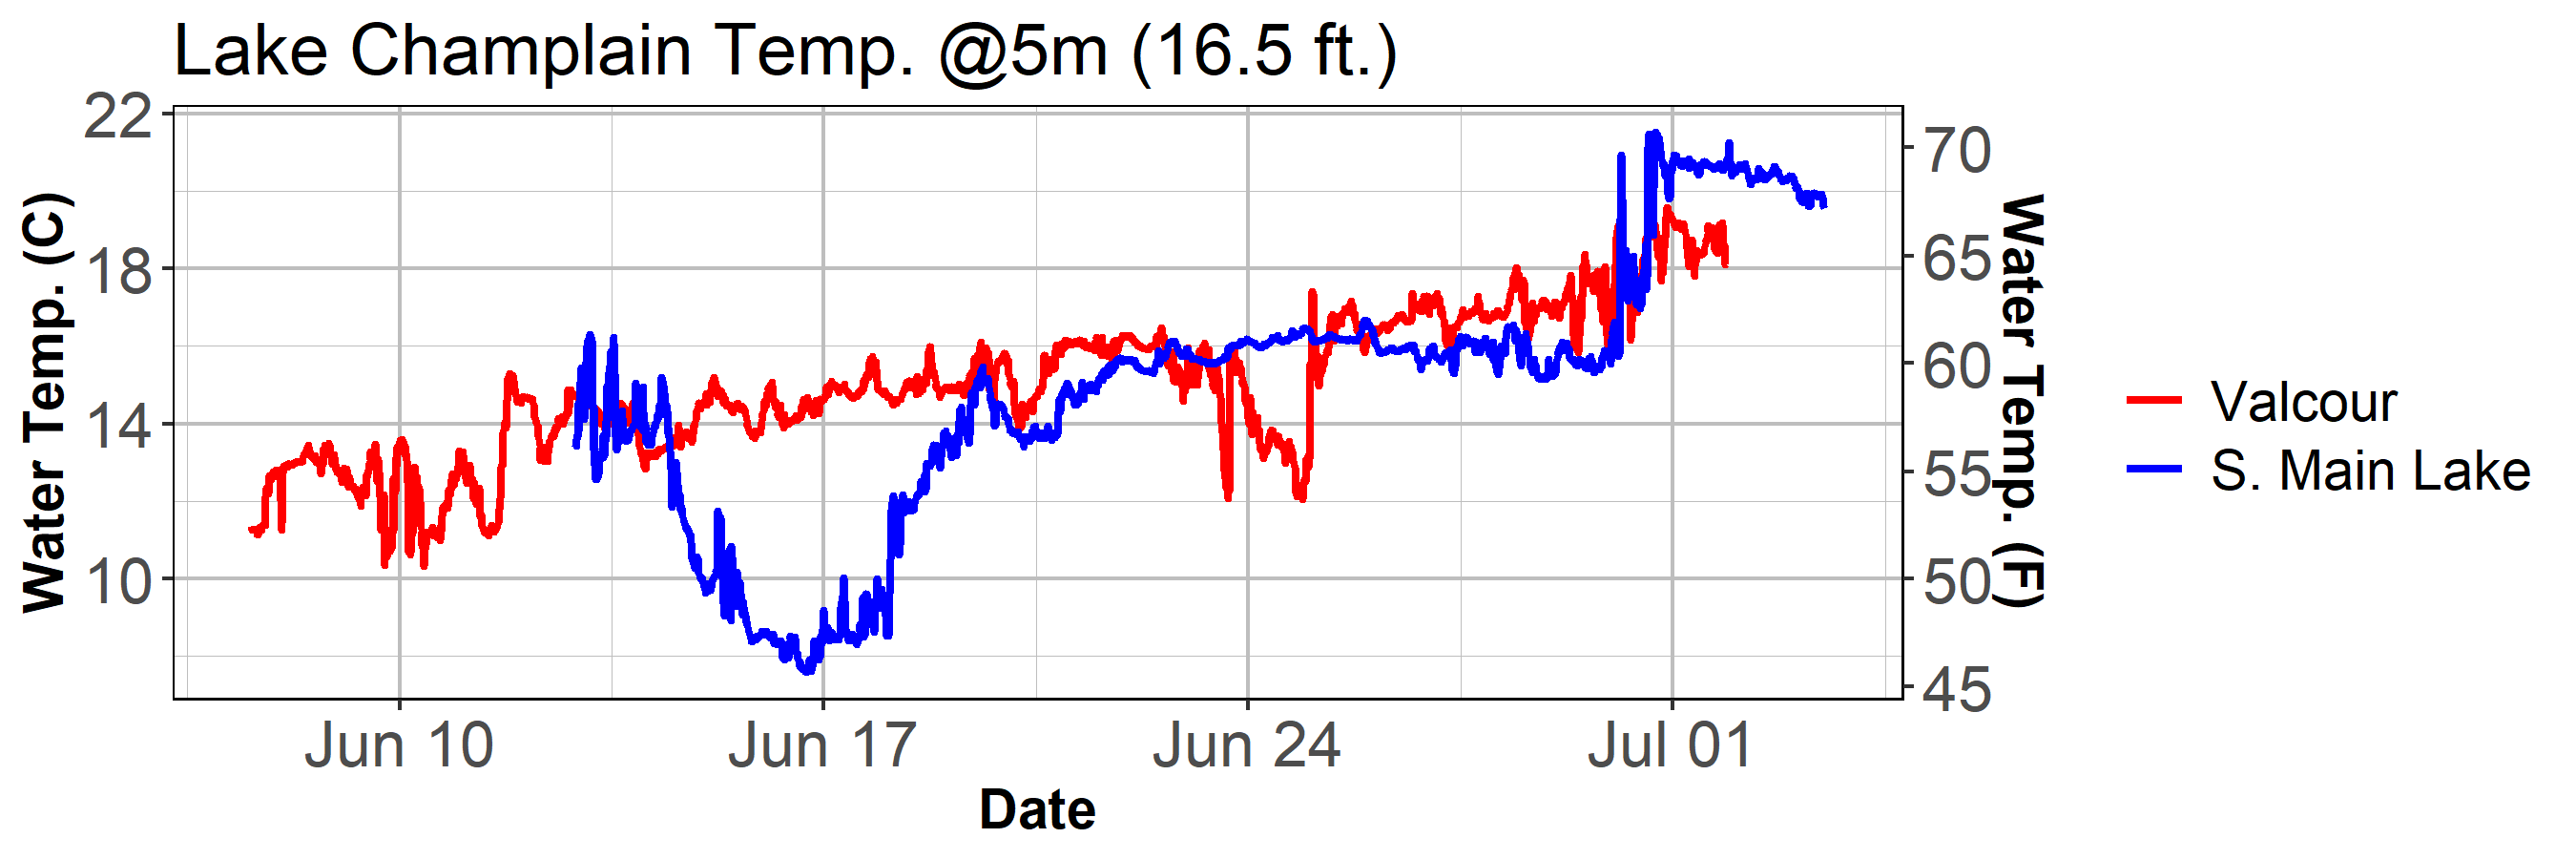 Lake Champlain Temp. @5m (16.5 ft.)
Water Temp. (C)
22
18
14
10
70
65
60
55
50
45
Water Temp. (F)
Jun 10
Jun 17
Jun 24
Jul 01
Date
Valcour
S. Main Lake